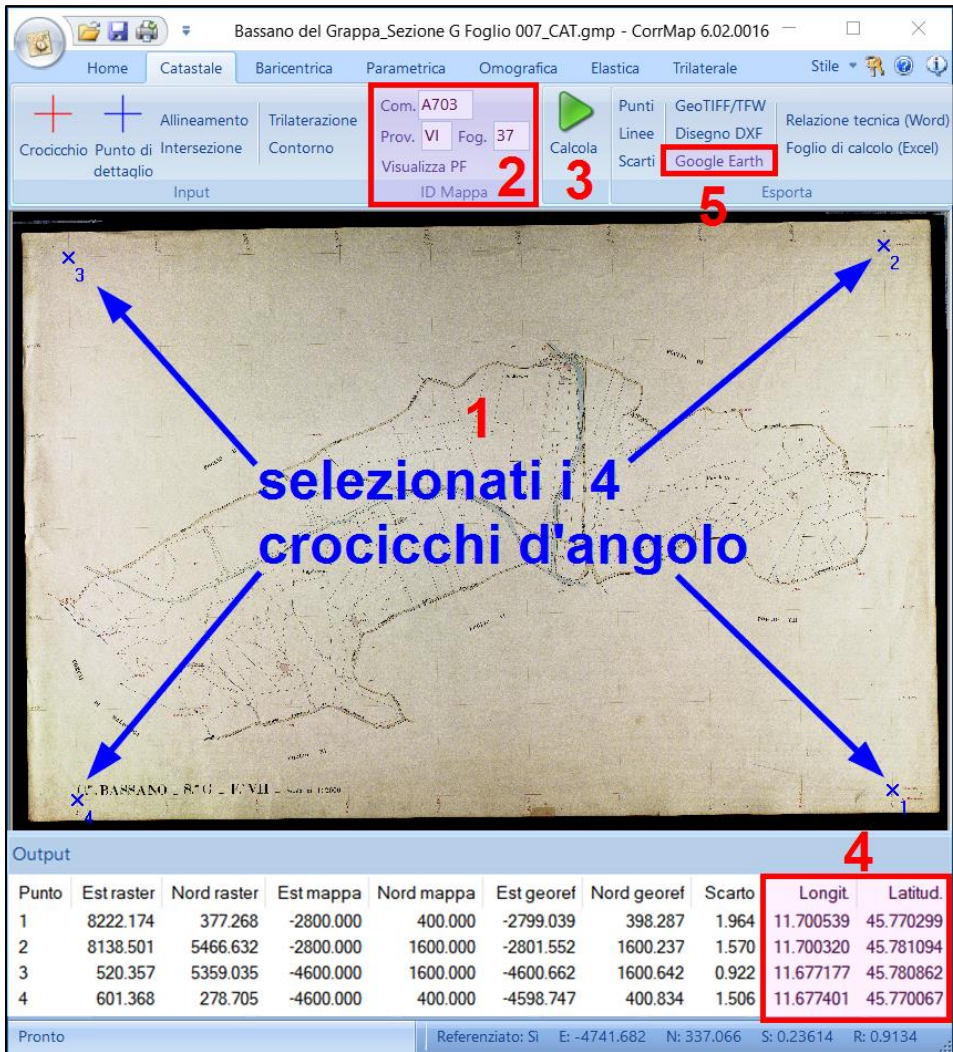 Bassano del Grappa_Sezione G Foglio 007_CAT.gmp - CorrMap 6.02.0016
Home Catastale Baricentrica Parametrica Omografica Elastica Trilaterale Stile
Crocicchio
Punto di dettaglio
Allineamento
Intersezione
Input
Trilaterazione
Contorno
Com. A703
Prov. VI Fog. 37
Visualizza PF
ID Mappa
2
Calcola
3
Punti
Linee
Scarti
GeoTIFF/TFW
Disegno DXF
Google Earth
5
Relazione tecnica (Word)
Foglio di calcolo (Excel)
Esporta
3
2
1
selezionati i 4
crocicchi d'angolo
BASSANO
4
1
4
Output
Punto Est raster Nord raster Est mappa Nord mappa Est georef Nord georef Scarto Longit. Latitud.
1 8222.174 377.268 -2800.000 400.000 -2799.039 398.287 1.964 11.700539 45.770299
2 8138.501 5466.632 -2800.000 1600.000 -2801.552 1600.237 1.570 11.700320 45.781094
3 520.357 5359.035 -4600.000 1600.000 -4600.662 1600.642 0.922 11.677177 45.780862
4 601.368 278.705 -4600.000 400.000 -4598.747 400.834 1.506 11.677401 45.770067
Pronto Referenziato: Sì E: -4741.682 N: 337.066 S: 0.23614 R: 0.9134